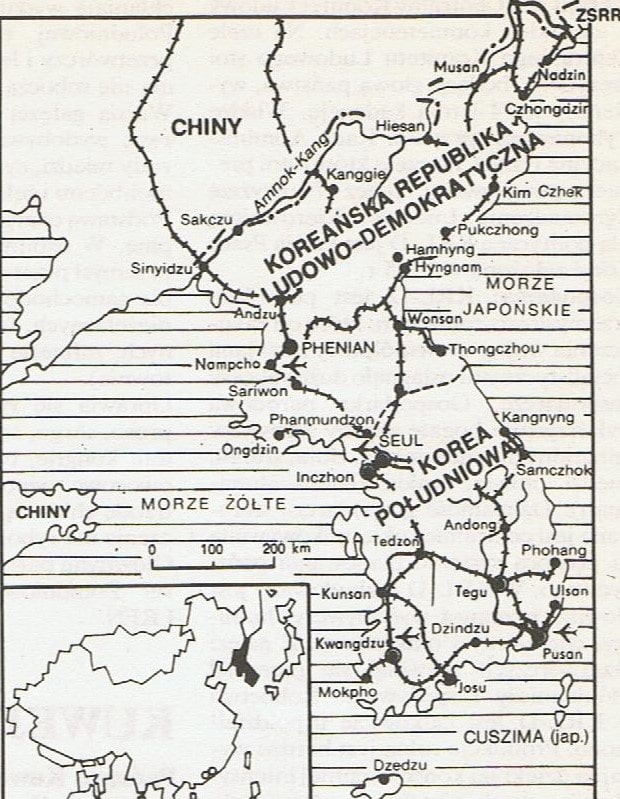 ZSRR
Musan
Nadzin
Czhongdzin
CHINY
Hiesan
Amnok-Kang
Kanggie
KOREAŃSKA REPUBLIKA
LUDOWO-DEMOKRATYCZNA
Kim Czhek
Sakczu
Pukczhong
Hamhyng
Sinyidzu
Hyngnam
MORZE
JAPOŃSKIE
Andzu
Wonsan
PHENIAN
Thongczhou
Nampcho
Sariwon
Phanmundzon
Kangnyng
Ongdzin
SEUL
KOREA
POŁUDNIOWA
Inczhon
Samczhok
CHINY
MORZE ŻÓŁTE
Andong
Tedzon
0 100 200 km
Phohang
Kunsan
Tegu
Ulsan
Kwangdzu
Dzindzu
Pusan
Mokpho
Josu
CUSZIMA (jap.)
Dzedzu